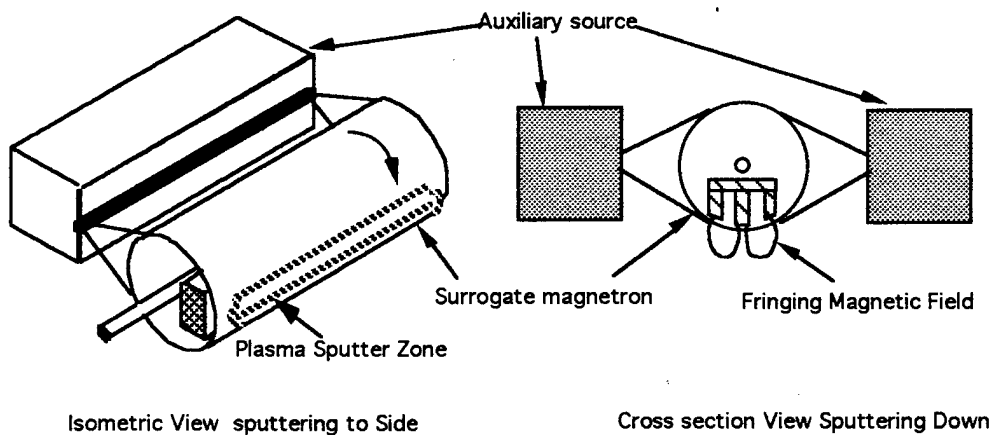 Auxiliary source
Surrogate magnetron
Fringing Magnetic Field
Plasma Sputter Zone
Isometric View sputtering to Side
Cross section View Sputtering Down